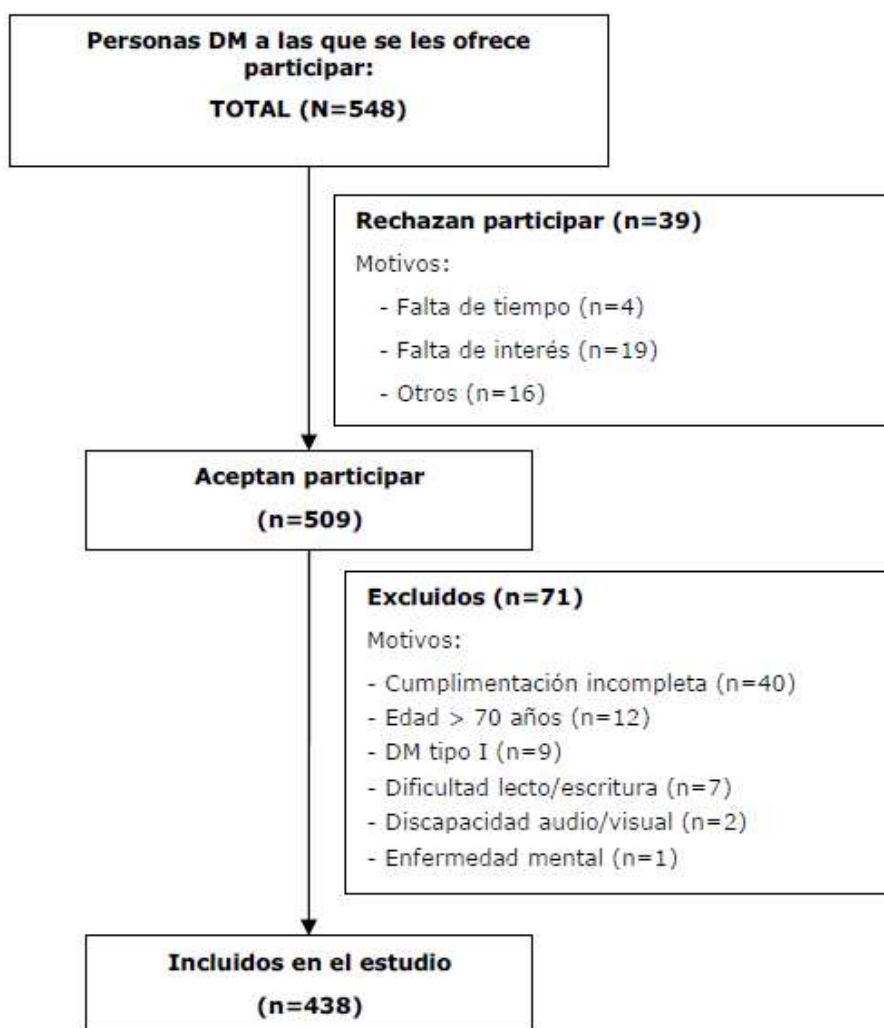 Personas DM a las que se les ofrece
participar:
TOTAL (N=548)
Rechazan participar (n=39)
Motivos:
- Falta de tiempo (n=4)
- Falta de interés (n=19)
- Otros (n=16)
Aceptan participar
(n=509)
Excluidos (n=71)
Motivos:
- Cumplimentación incompleta (n=40)
- Edad > 70 años (n=12)
- DM tipo I (n=9)
- Dificultad lecto/escritura (n=7)
- Discapacidad audio/visual (n=2)
- Enfermedad mental (n=1)
Incluidos en el estudio
(n=438)